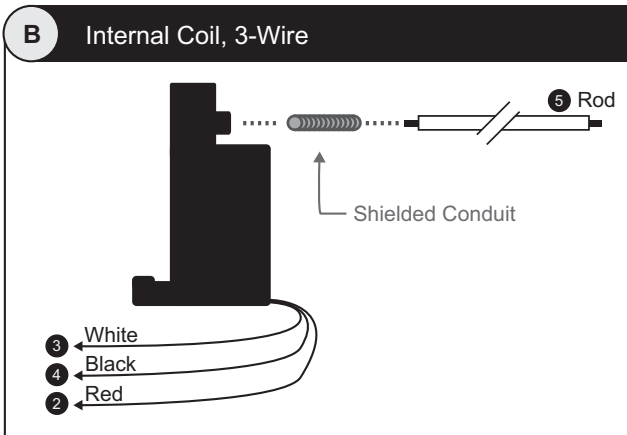 B Internal Coil, 3-Wire
5 Rod
Shielded Conduit
3 White
4 Black
2 Red